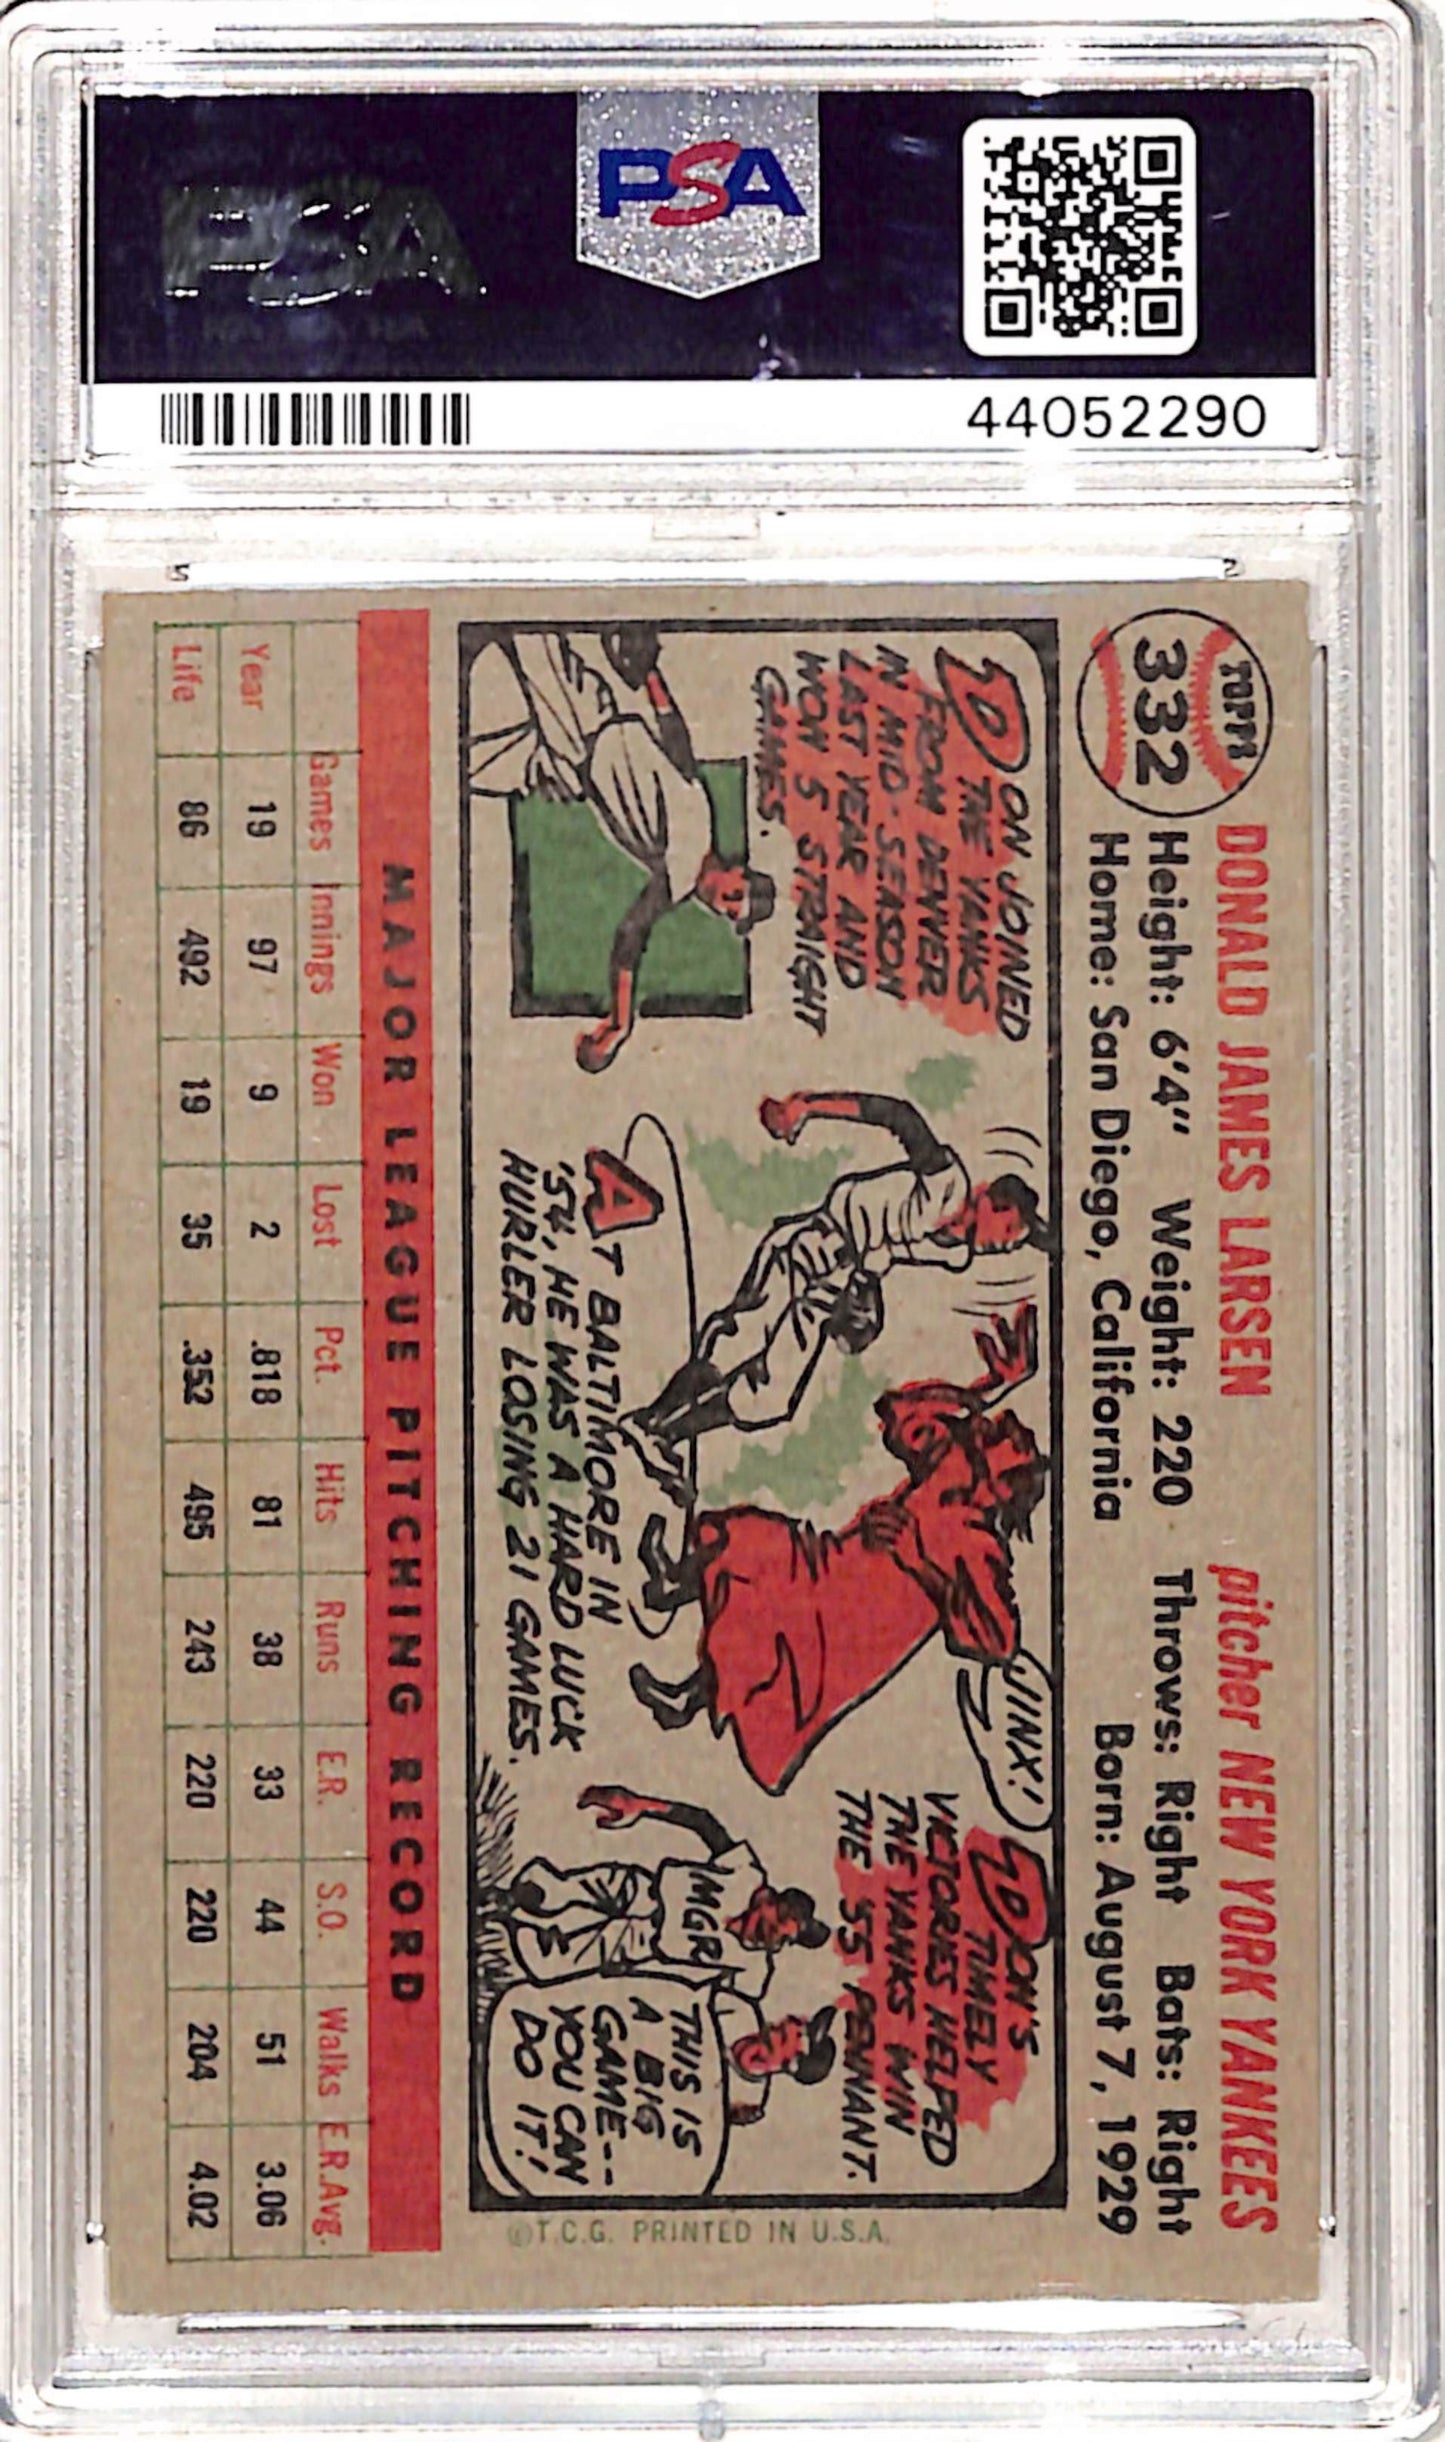 PSA
PSA
44052290
TOPPS
332
DONALD JAMES LARSEN pitcher NEW YORK YANKEES
Height: 6'4" Weight: 220 Throws: Right Bats: Right
Home: San Diego, California Born: August 7, 1929
DON JOINED
THE YANKS
FROM DENVER
IN MID-SEASON
LAST YEAR AND
WON 5 STRAIGHT
GAMES.
JINX!
AT BALTIMORE IN
'54, HE WAS A HARD LUCK
HURLER LOSING 21 GAMES.
DON'S
TIMELY
VICTORIES HELPED
THE YANKS WIN
THE '55 PENNANT.
MGR
THIS IS
A BIG
GAME--
YOU CAN
DO IT!
©T.C.G. PRINTED IN U.S.A.
MAJOR LEAGUE PITCHING RECORD
Games Innings Won Lost Pct. Hits Runs E.R. S.O. Walks E.R.Avg.
Year 19 97 9 2 .818 81 38 33 44 51 3.06
Life 86 492 19 35 .352 495 243 220 220 204 4.02